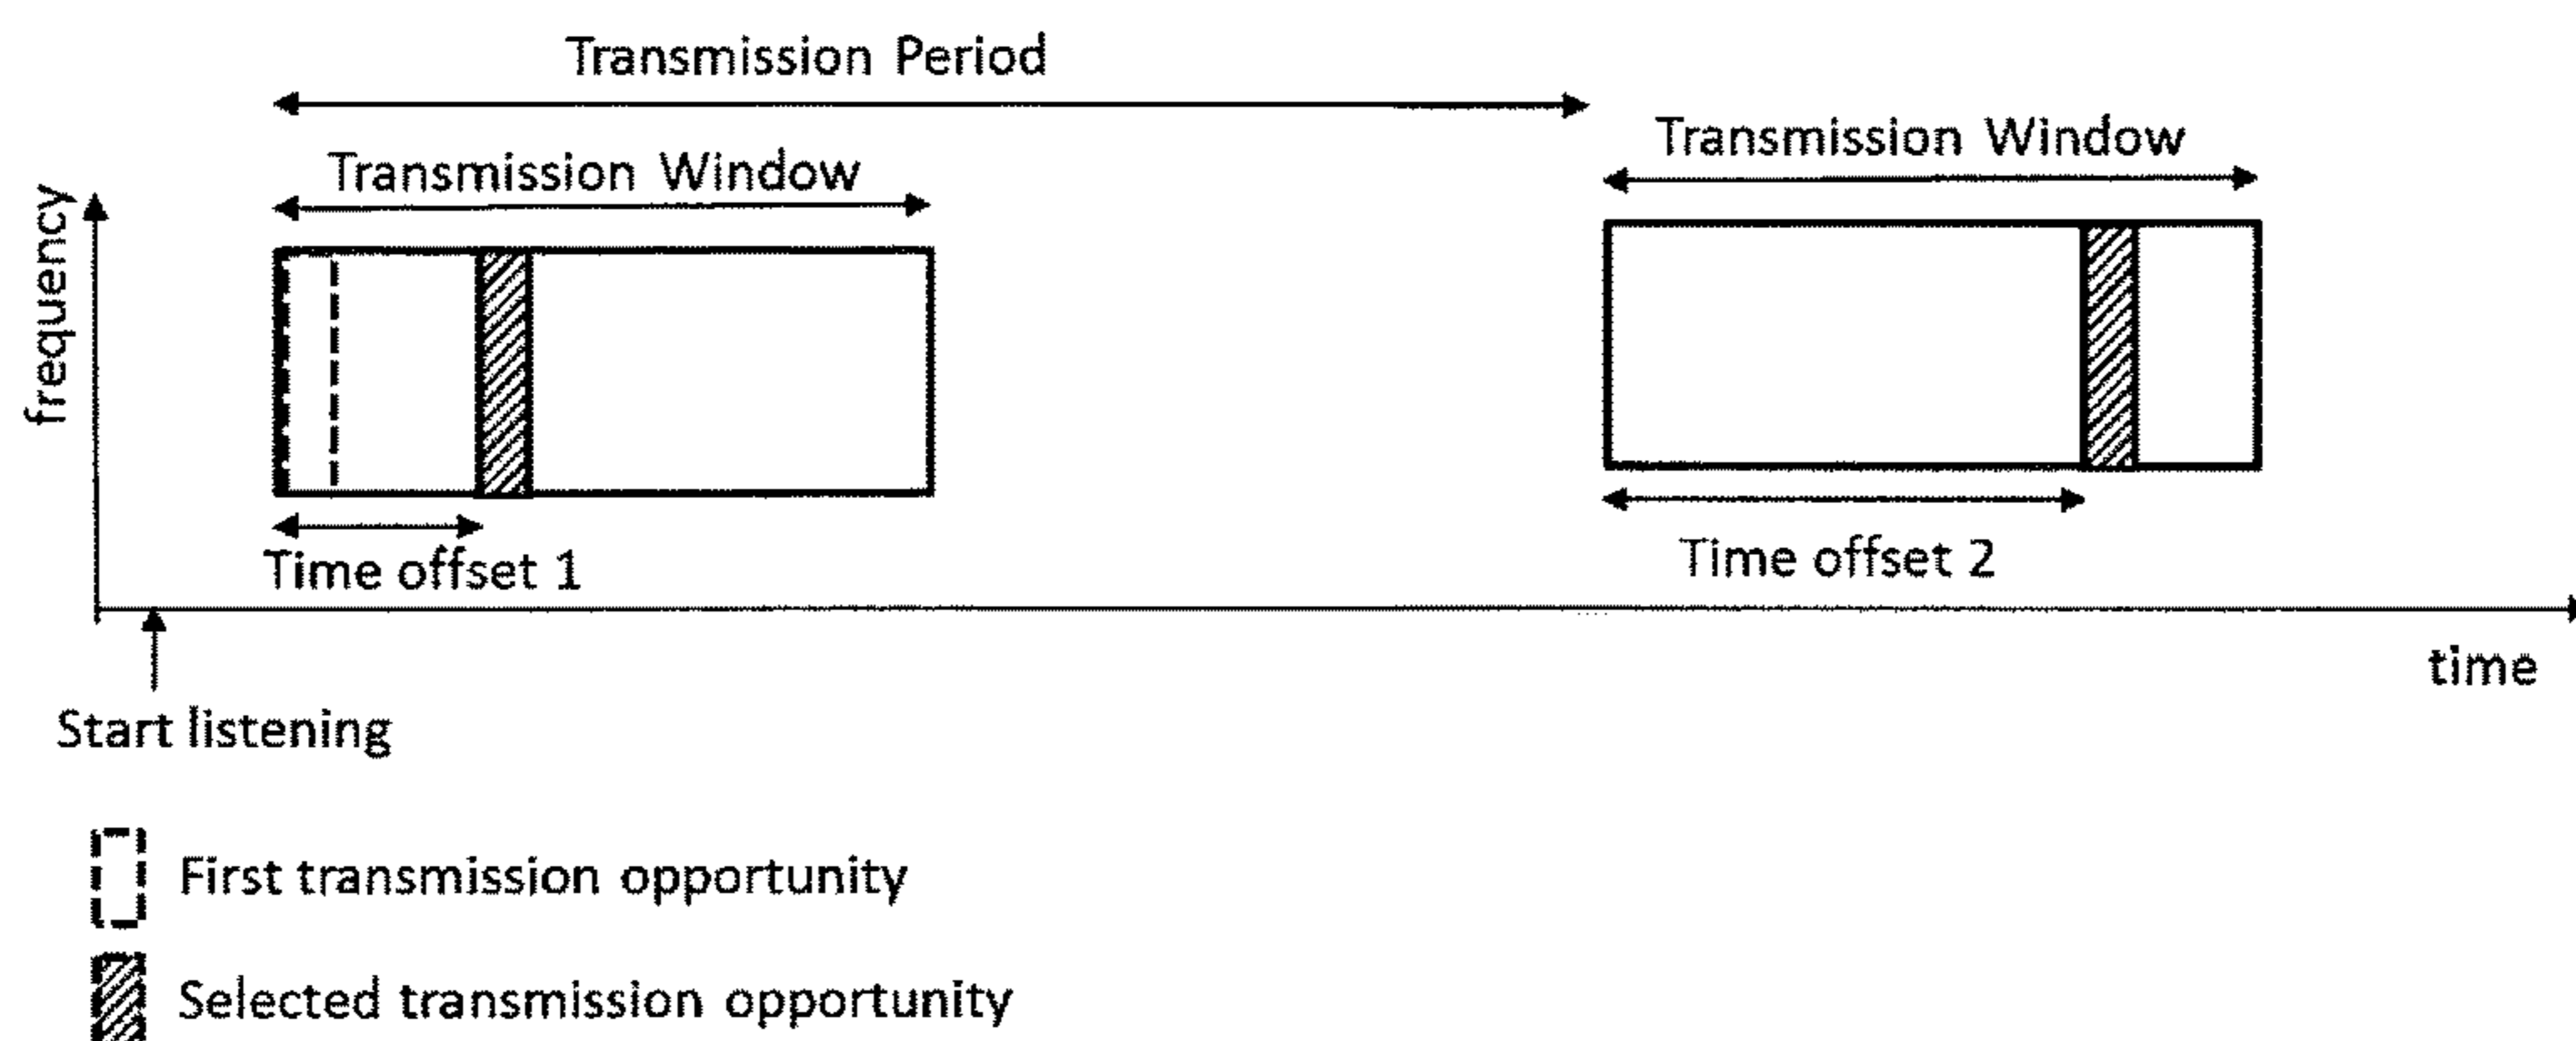 Transmission Period
Transmission Window
Transmission Window
frequency
Time offset 1
Time offset 2
time
Start listening
First transmission opportunity
Selected transmission opportunity